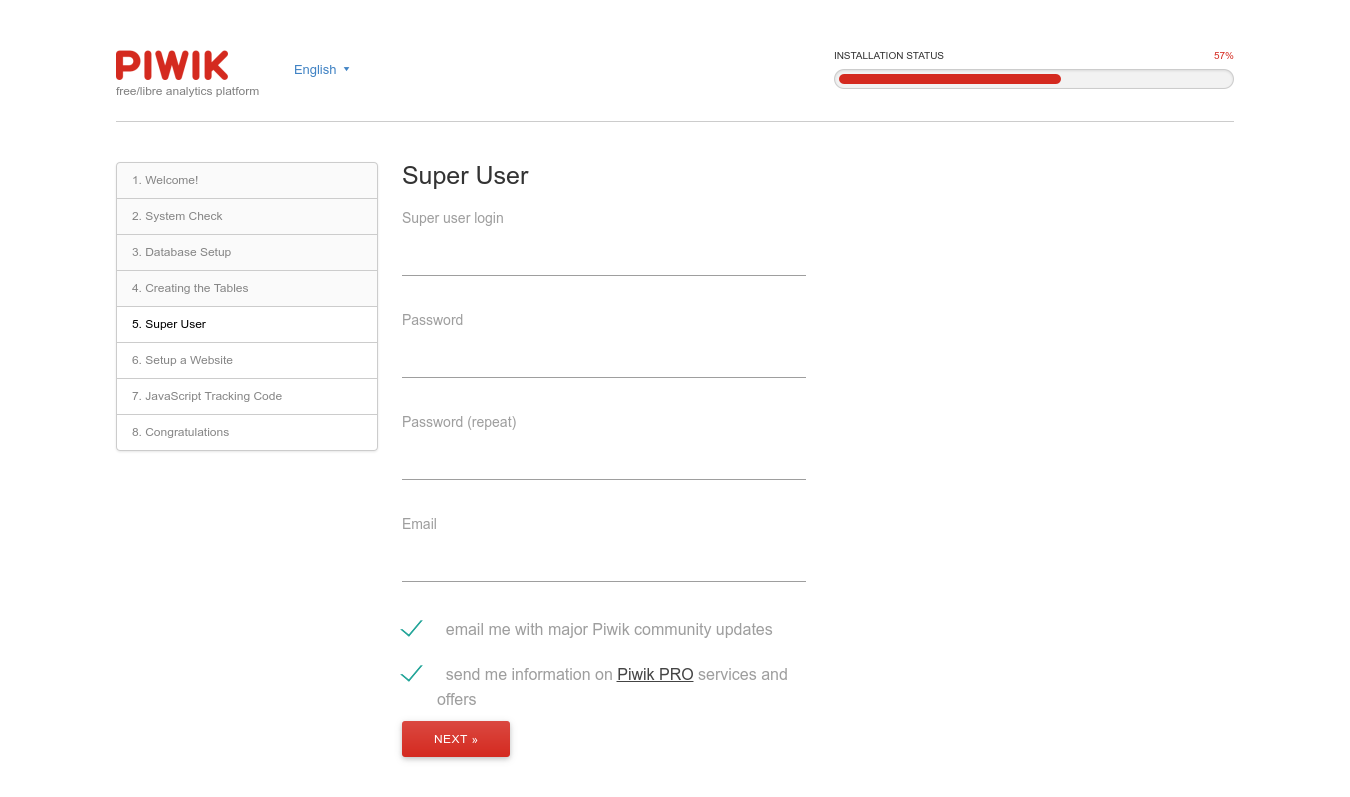 PIWIK
free/libre analytics platform
English
INSTALLATION STATUS 57%
1. Welcome!
2. System Check
3. Database Setup
4. Creating the Tables
5. Super User
6. Setup a Website
7. JavaScript Tracking Code
8. Congratulations
Super User
Super user login
Password
Password (repeat)
Email
email me with major Piwik community updates
send me information on Piwik PRO services and
offers
NEXT »